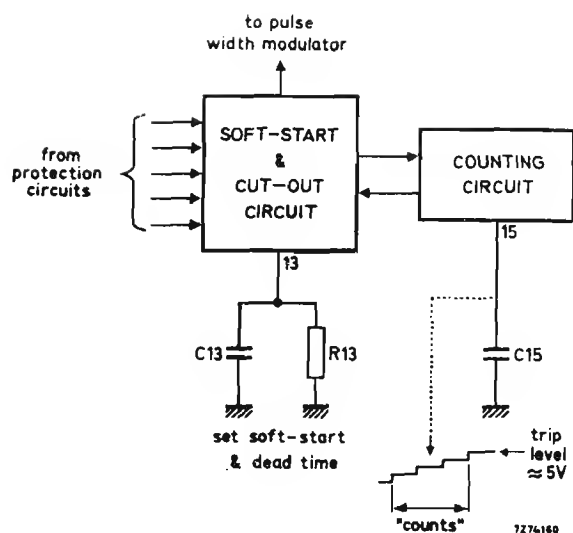 to pulse
width modulator
from
protection
circuits
SOFT-START
&
CUT-OUT
CIRCUIT
COUNTING
CIRCUIT
13
15
C13
R13
C15
set soft-start
& dead time
trip
level
≈ 5V
"counts"
7Z76160